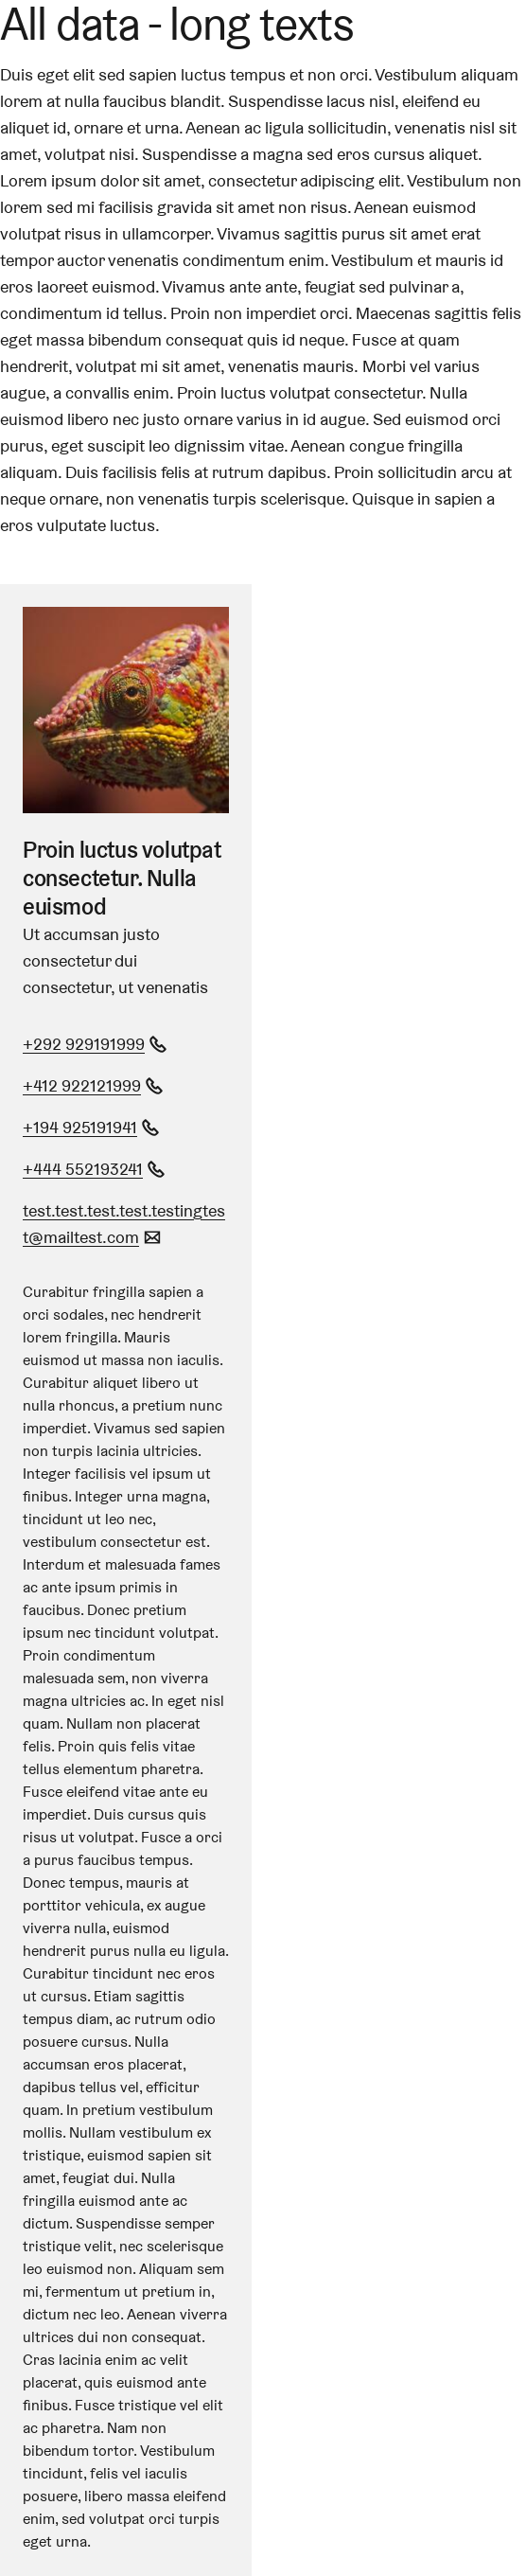 All data - long texts
Duis eget elit sed sapien luctus tempus et non orci. Vestibulum aliquam
lorem at nulla faucibus blandit. Suspendisse lacus nisl, eleifend eu
aliquet id, ornare et urna. Aenean ac ligula sollicitudin, venenatis nisl sit
amet, volutpat nisi. Suspendisse a magna sed eros cursus aliquet.
Lorem ipsum dolor sit amet, consectetur adipiscing elit. Vestibulum non
lorem sed mi facilisis gravida sit amet non risus. Aenean euismod
volutpat risus in ullamcorper. Vivamus sagittis purus sit amet erat
tempor auctor venenatis condimentum enim. Vestibulum et mauris id
eros laoreet euismod. Vivamus ante ante, feugiat sed pulvinar a,
condimentum id tellus. Proin non imperdiet orci. Maecenas sagittis felis
eget massa bibendum consequat quis id neque. Fusce at quam
hendrerit, volutpat mi sit amet, venenatis mauris. Morbi vel varius
augue, a convallis enim. Proin luctus volutpat consectetur. Nulla
euismod libero nec justo ornare varius in id augue. Sed euismod orci
purus, eget suscipit leo dignissim vitae. Aenean congue fringilla
aliquam. Duis facilisis felis at rutrum dapibus. Proin sollicitudin arcu at
neque ornare, non venenatis turpis scelerisque. Quisque in sapien a
eros vulputate luctus.
Proin luctus volutpat
consectetur. Nulla
euismod
Ut accumsan justo
consectetur dui
consectetur, ut venenatis
+292 929191999
+412 922121999
+194 925191941
+444 552193241
test.test.test.test.testingtes
t@mailtest.com
Curabitur fringilla sapien a
orci sodales, nec hendrerit
lorem fringilla. Mauris
euismod ut massa non iaculis.
Curabitur aliquet libero ut
nulla rhoncus, a pretium nunc
imperdiet. Vivamus sed sapien
non turpis lacinia ultricies.
Integer facilisis vel ipsum ut
finibus. Integer urna magna,
tincidunt ut leo nec,
vestibulum consectetur est.
Interdum et malesuada fames
ac ante ipsum primis in
faucibus. Donec pretium
ipsum nec tincidunt volutpat.
Proin condimentum
malesuada sem, non viverra
magna ultricies ac. In eget nisl
quam. Nullam non placerat
felis. Proin quis felis vitae
tellus elementum pharetra.
Fusce eleifend vitae ante eu
imperdiet. Duis cursus quis
risus ut volutpat. Fusce a orci
a purus faucibus tempus.
Donec tempus, mauris at
porttitor vehicula, ex augue
viverra nulla, euismod
hendrerit purus nulla eu ligula.
Curabitur tincidunt nec eros
ut cursus. Etiam sagittis
tempus diam, ac rutrum odio
posuere cursus. Nulla
accumsan eros placerat,
dapibus tellus vel, efficitur
quam. In pretium vestibulum
mollis. Nullam vestibulum ex
tristique, euismod sapien sit
amet, feugiat dui. Nulla
fringilla euismod ante ac
dictum. Suspendisse semper
tristique velit, nec scelerisque
leo euismod non. Aliquam sem
mi, fermentum ut pretium in,
dictum nec leo. Aenean viverra
ultrices dui non consequat.
Cras lacinia enim ac velit
placerat, quis euismod ante
finibus. Fusce tristique vel elit
ac pharetra. Nam non
bibendum tortor. Vestibulum
tincidunt, felis vel iaculis
posuere, libero massa eleifend
enim, sed volutpat orci turpis
eget urna.